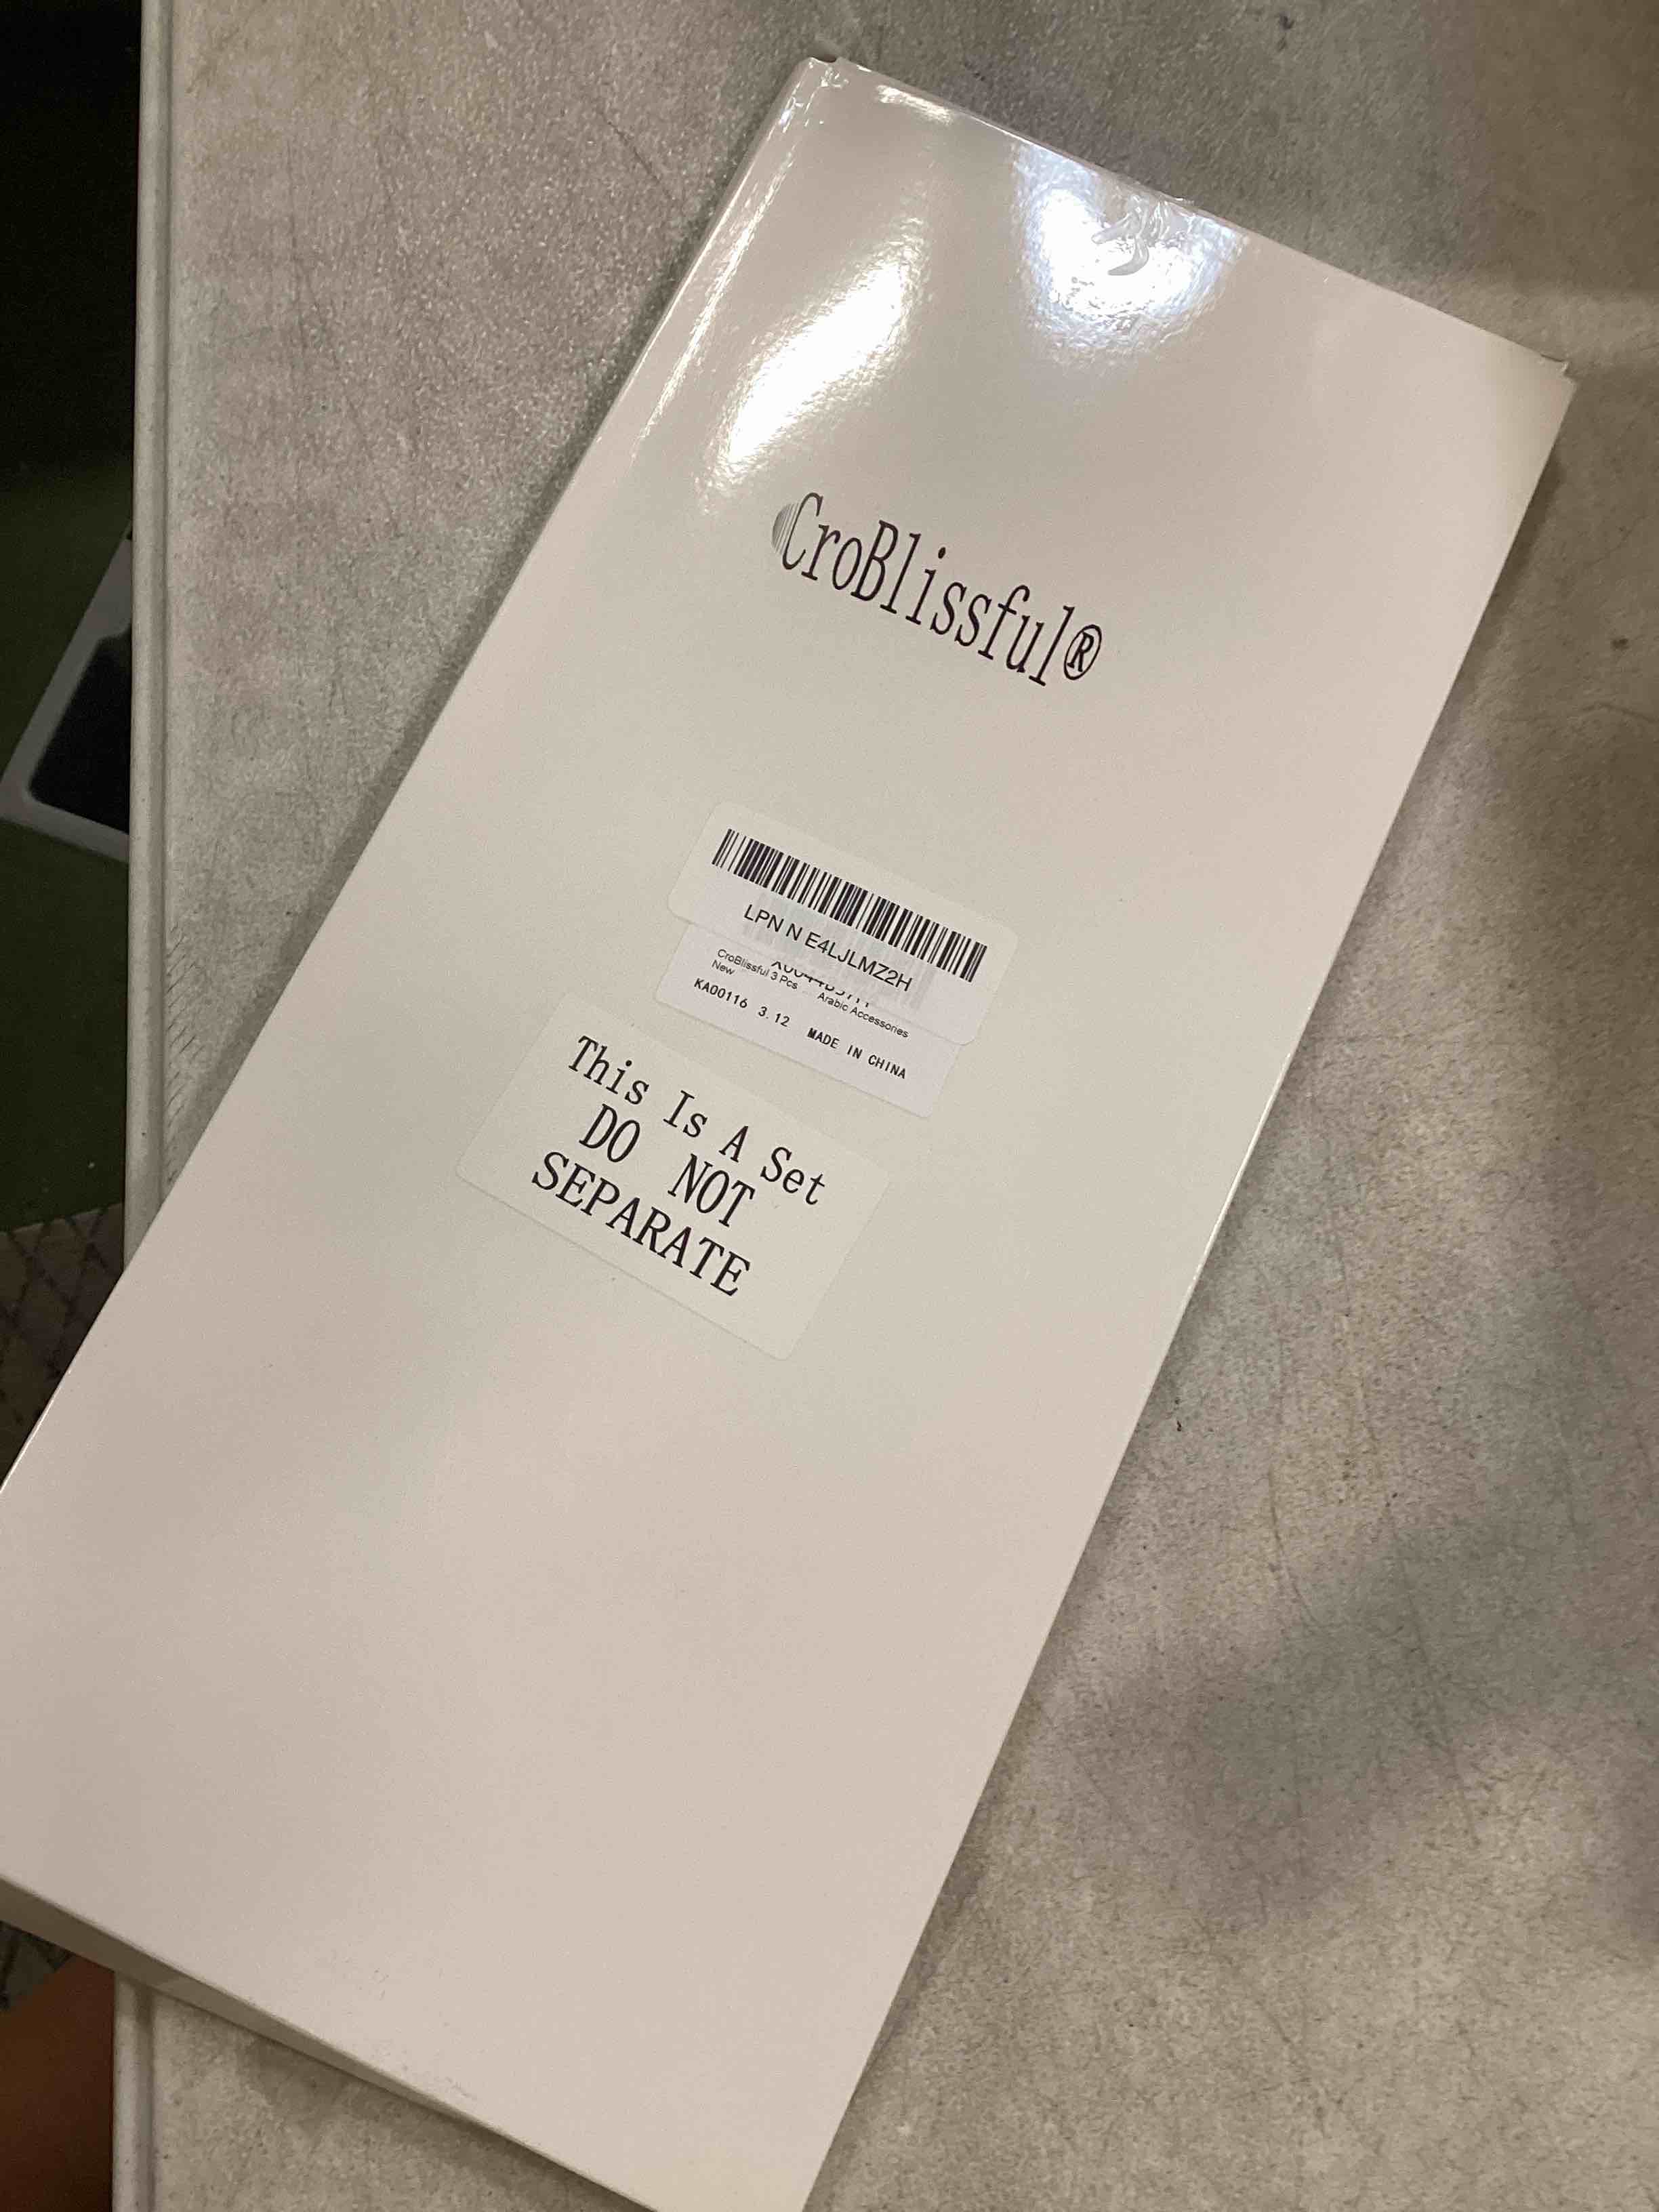 CroBlissful®
LPN N E4LJLMZ2H
CroBlissful 3 Pcs Arabic Accessories
New
KA00116 3.12 MADE IN CHINA
This Is A Set
DO NOT
SEPARATE